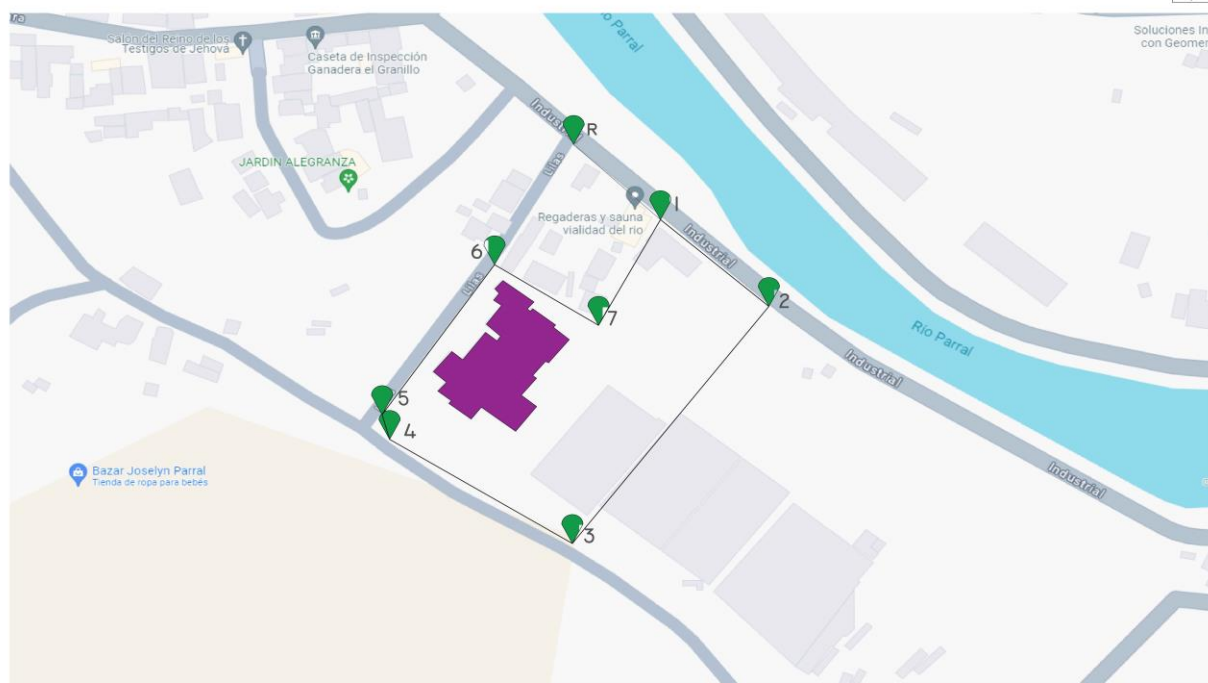 Soluciones In
con Geomer
ra
Salón del Reino de los
Testigos de Jehová
Caseta de Inspección
Ganadera el Granillo
Río Parral
Industrial
R
Lilas
JARDIN ALEGRANZA
1
Regaderas y sauna
vialidad del rio
Industrial
6
Lilas
2
7
Río Parral
Industrial
5
4
Industrial
Bazar Joselyn Parral
Tienda de ropa para bebés
3